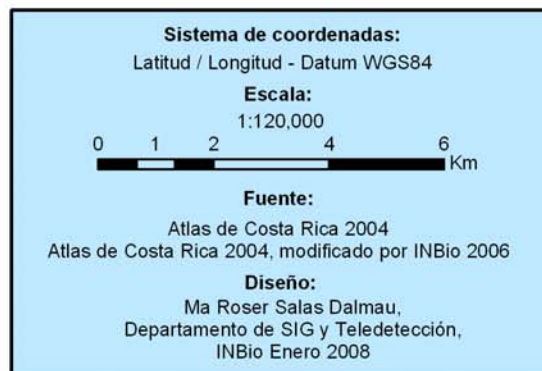 Sistema de coordenadas:
Latitud / Longitud - Datum WGS84
Escala:
1:120,000
0 1 2 4 6
Km
Fuente:
Atlas de Costa Rica 2004
Atlas de Costa Rica 2004, modificado por INBio 2006
Diseño:
Ma Roser Salas Dalmau,
Departamento de SIG y Teledetección,
INBio Enero 2008